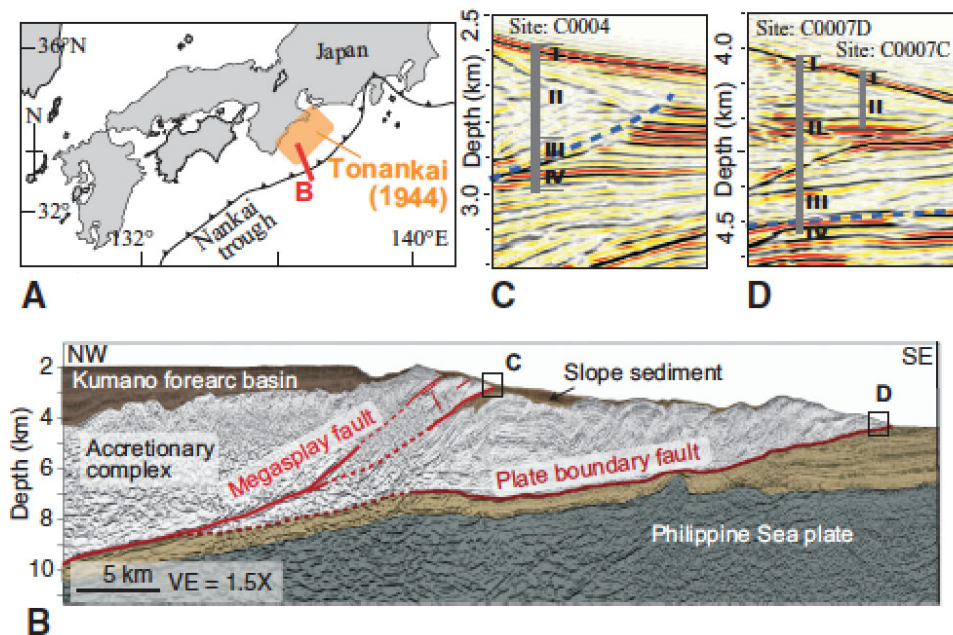 36°N
Japan
N
Tonankai
(1944)
B
32°
132°
Nankai
trough
140°E
A
2.5
Site: C0004
Depth (km)
I
II
III
IV
3.0
C
Site: C0007D
Site: C0007C
4.0
Depth (km)
I
I
II
II
III
4.5
IV
D
NW
SE
2
Kumano forearc basin
C
Slope sediment
D
4
Depth (km)
Accretionary
complex
Megasplay fault
6
Plate boundary fault
8
Philippine Sea plate
10
5 km
VE = 1.5X
B